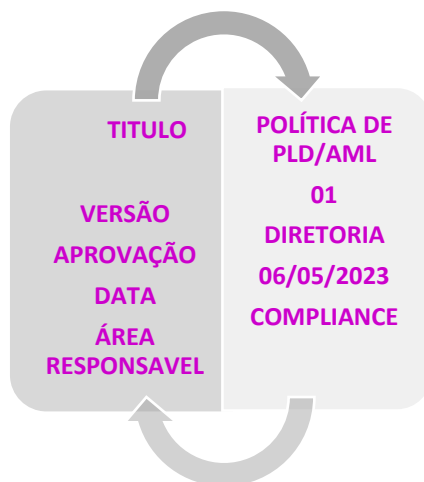 TITULO
VERSÃO
APROVAÇÃO
DATA
ÁREA
RESPONSAVEL
POLÍTICA DE
PLD/AML
01
DIRETORIA
06/05/2023
COMPLIANCE